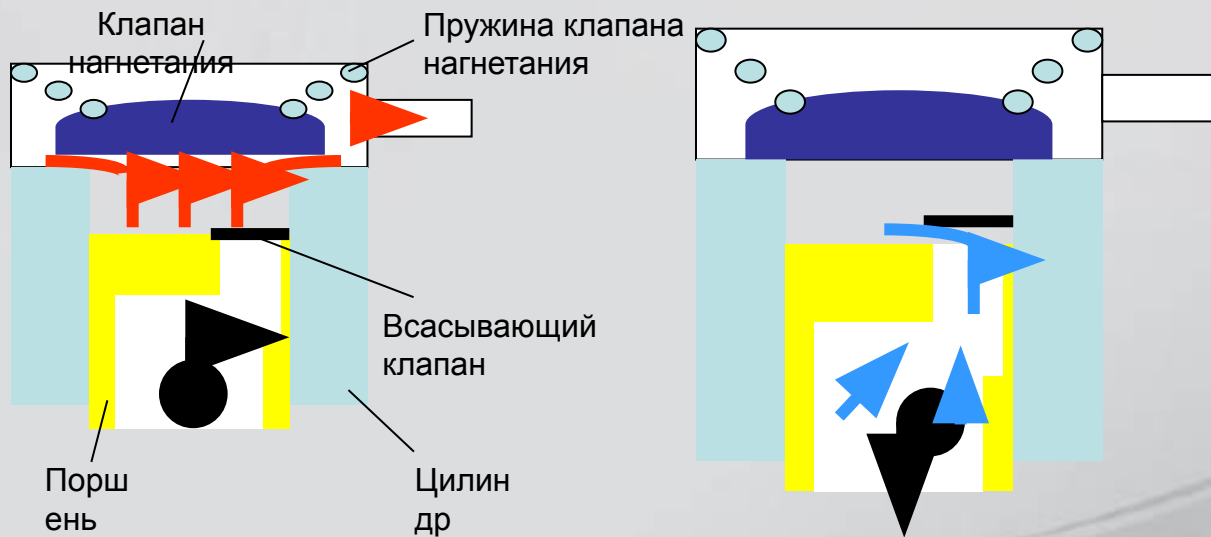 Клапан
нагнетания
Пружина клапана
нагнетания
Всасывающий
клапан
Порш
ень
Цилин
др